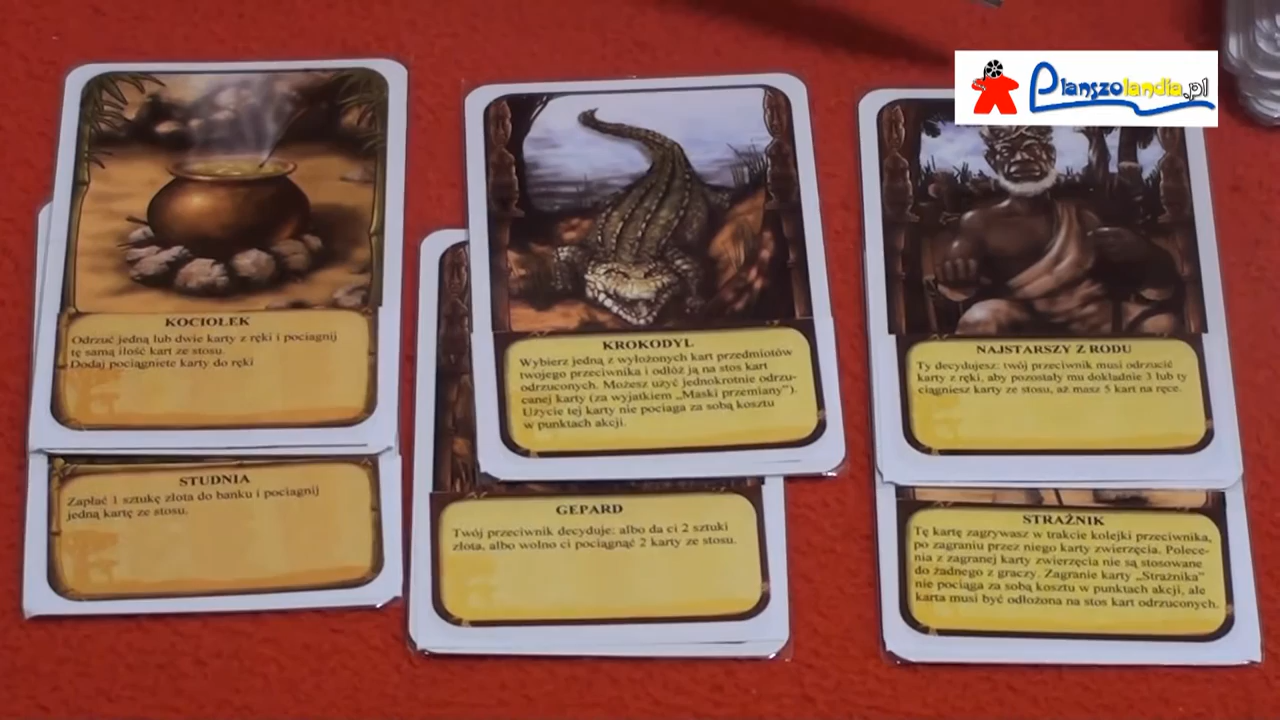 Planszolandia.pl
KOCIOŁEK
Odrzuć jedną lub dwie karty z ręki i pociągnij
tę samą ilość kart ze stosu.
Dodaj pociągnięte karty do ręki
STUDNIA
Zapłać 1 sztukę złota do banku i pociągnij
jedną kartę ze stosu.
KROKODYL
Wybierz jedną z wyłożonych kart przedmiotów
twojego przeciwnika i odłóż ją na stos kart
odrzuconych. Możesz użyć jednokrotnie odrzu-
canej karty (za wyjątkiem „Maski przemiany").
Użycie tej karty nie pociąga za sobą kosztu
w punktach akcji.
GEPARD
Twój przeciwnik decyduje: albo da ci 2 sztuki
złota, albo wolno ci pociągnąć 2 karty ze stosu.
NAJSTARSZY Z RODU
Ty decydujesz: twój przeciwnik musi odrzucić
karty z ręki, aby pozostały mu dokładnie 3 lub ty
ciągniesz karty ze stosu, aż masz 5 kart na ręce.
STRAŻNIK
Tę kartę zagrywasz w trakcie kolejki przeciwnika,
po zagraniu przez niego karty zwierzęcia. Polece-
nia z zagranej karty zwierzęcia nie są stosowane
do żadnego z graczy. Zagranie karty „Strażnika"
nie pociąga za sobą kosztu w punktach akcji, ale
karta musi być odłożona na stos kart odrzuconych.